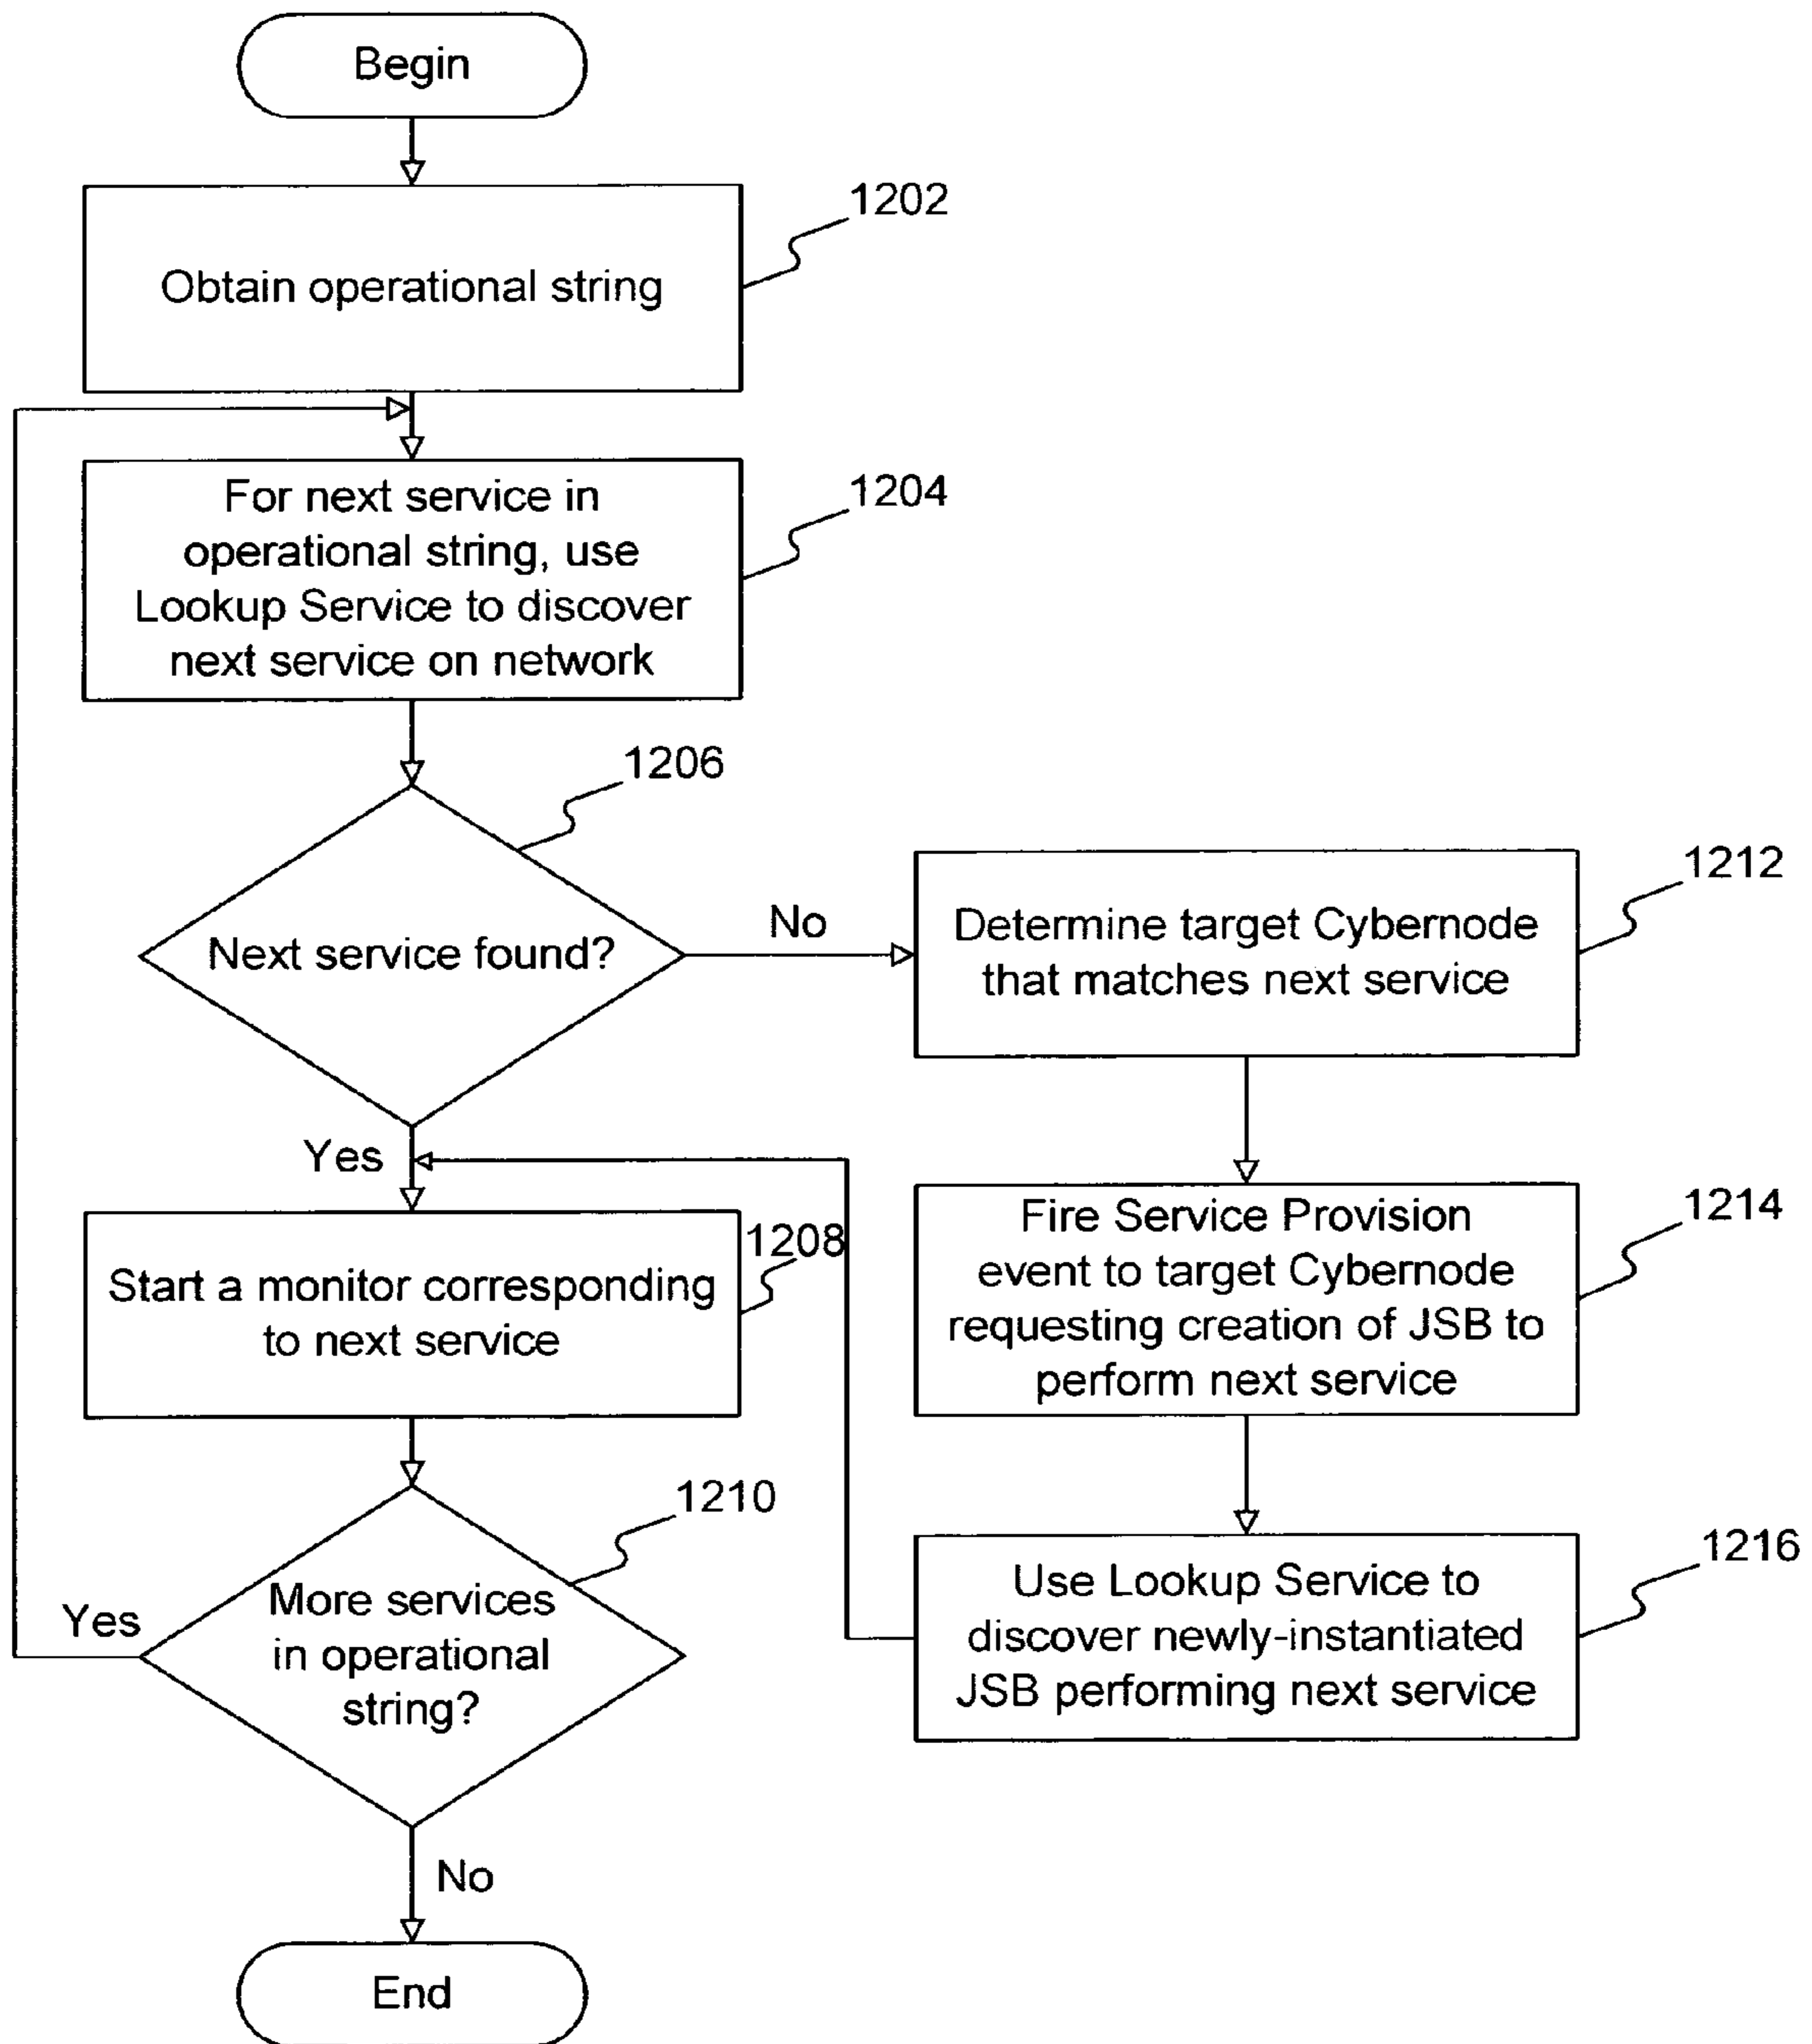 Begin
1202
Obtain operational string
1204
For next service in
operational string, use
Lookup Service to discover
next service on network
1206
Next service found?
No
1212
Determine target Cybernode
that matches next service
Yes
1208
Start a monitor corresponding
to next service
1214
Fire Service Provision
event to target Cybernode
requesting creation of JSB to
perform next service
1210
More services
in operational
string?
Yes
1216
Use Lookup Service to
discover newly-instantiated
JSB performing next service
No
End